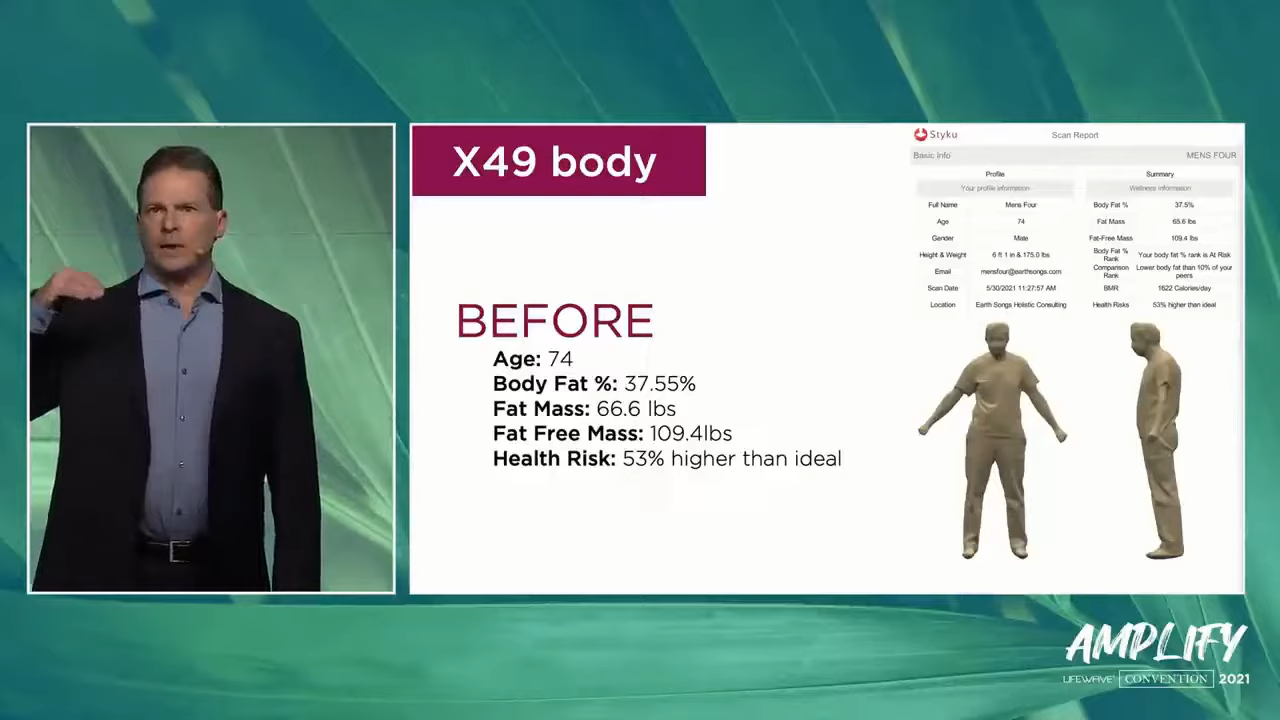 X49 body
BEFORE
Age: 74
Body Fat %: 37.55%
Fat Mass: 66.6 lbs
Fat Free Mass: 109.4lbs
Health Risk: 53% higher than ideal
Styku
Scan Report
Basic info
MENS FOUR
Profile
Your profile information
Full Name Mens Four
Age 74
Gender Male
Height & Weight 6 ft 1 in & 175.0 lbs
Email mensfour@earthsongs.com
Scan Date 5/30/2021 11:27:57 AM
Location Earth Songs Holistic Consulting
Summary
Wellness information
Body Fat % 37.5%
Fat Mass 65.6 lbs
Fat-Free Mass 109.4 lbs
Body Fat % Rank Your body fat % rank is At Risk
Comparison Rank Lower body fat than 10% of your peers
BMR 1622 Calories/day
Health Risks 53% higher than ideal
AMPLIFY
LIFEWAVE CONVENTION 2021